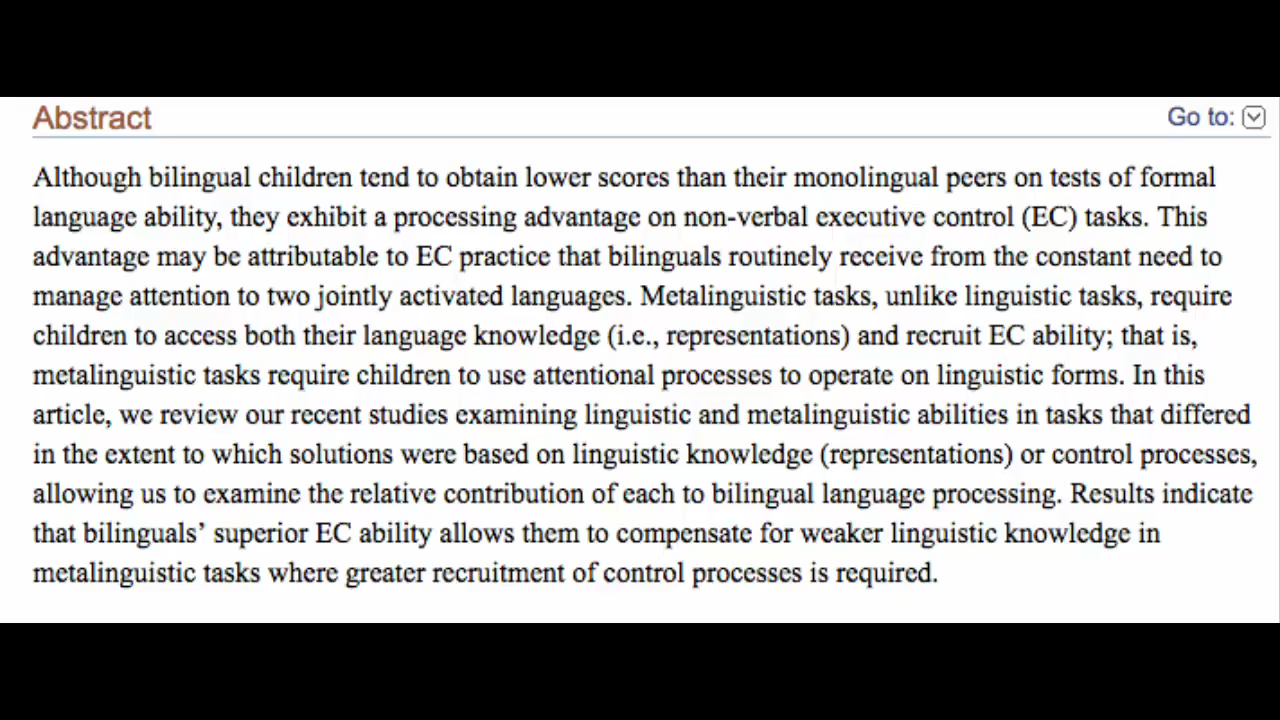 Abstract
Go to:
Although bilingual children tend to obtain lower scores than their monolingual peers on tests of formal
language ability, they exhibit a processing advantage on non-verbal executive control (EC) tasks. This
advantage may be attributable to EC practice that bilinguals routinely receive from the constant need to
manage attention to two jointly activated languages. Metalinguistic tasks, unlike linguistic tasks, require
children to access both their language knowledge (i.e., representations) and recruit EC ability; that is,
metalinguistic tasks require children to use attentional processes to operate on linguistic forms. In this
article, we review our recent studies examining linguistic and metalinguistic abilities in tasks that differed
in the extent to which solutions were based on linguistic knowledge (representations) or control processes,
allowing us to examine the relative contribution of each to bilingual language processing. Results indicate
that bilinguals’ superior EC ability allows them to compensate for weaker linguistic knowledge in
metalinguistic tasks where greater recruitment of control processes is required.